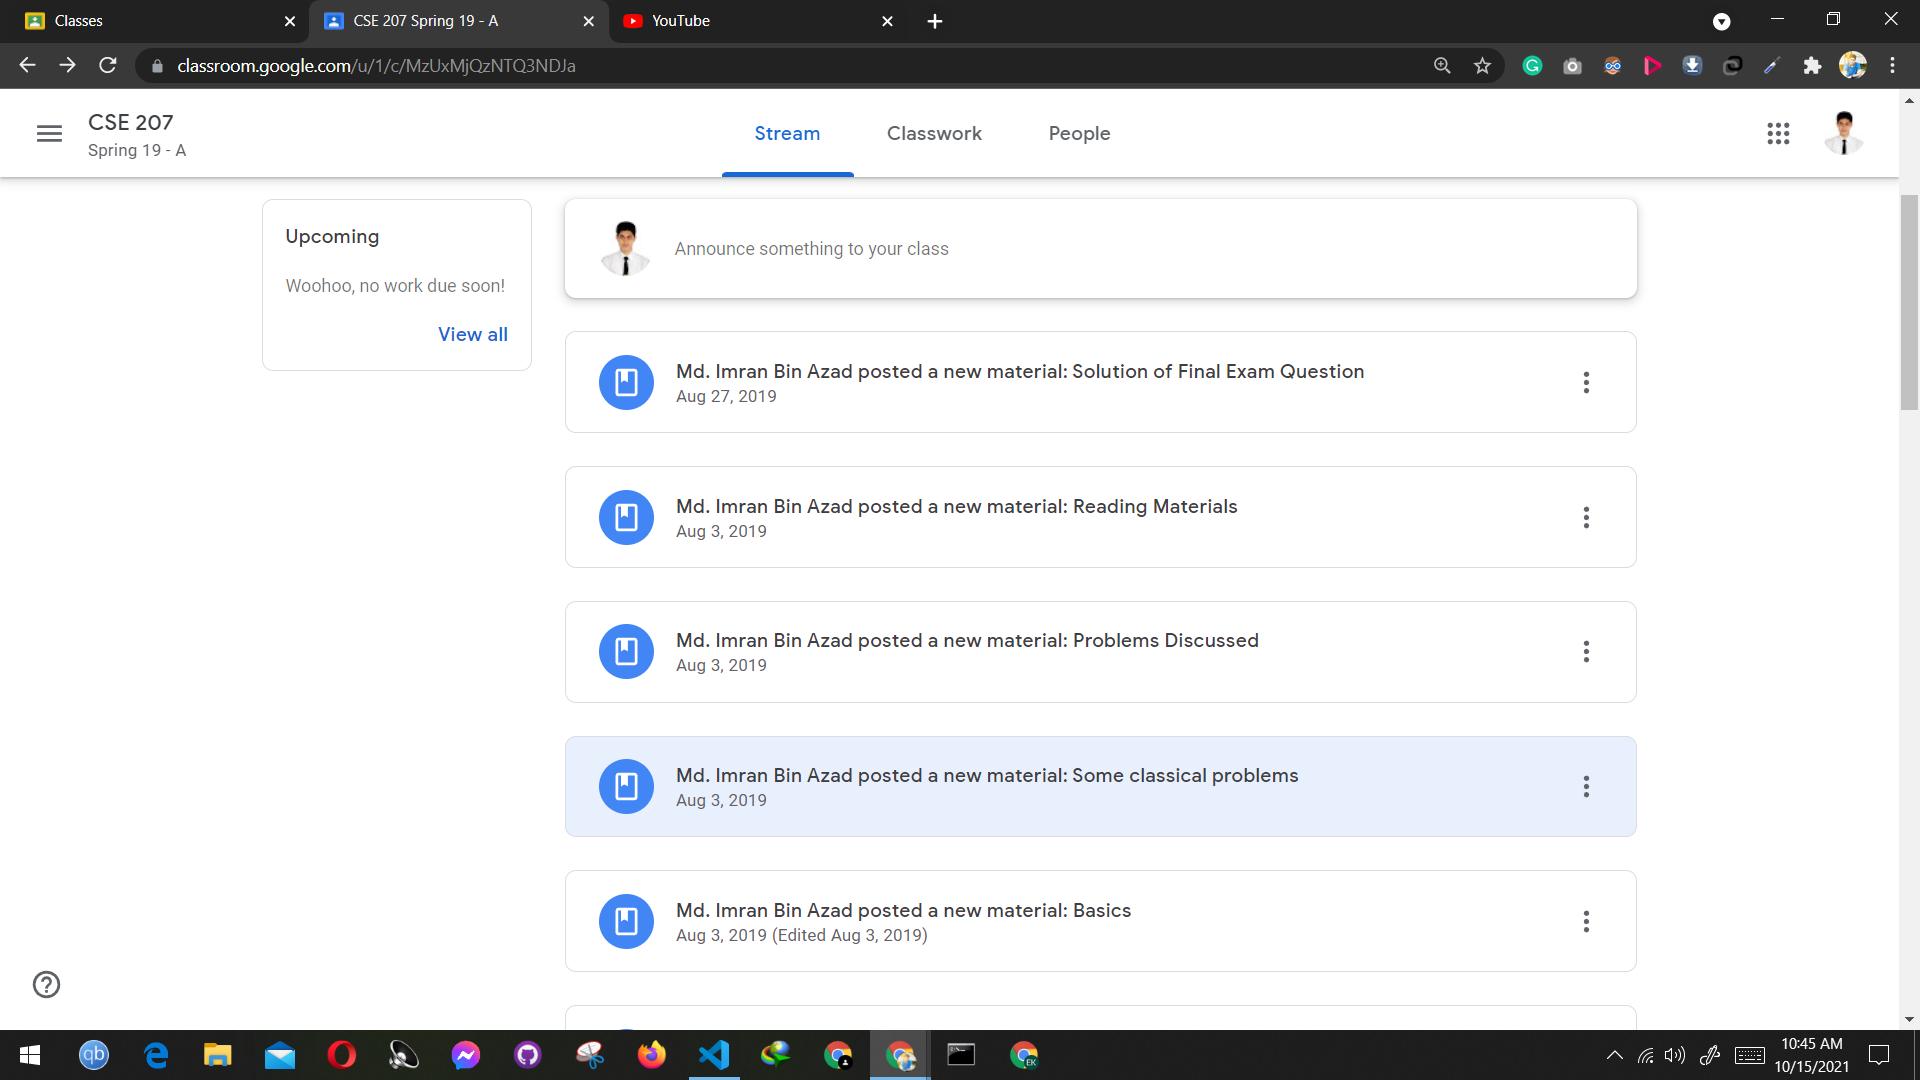 Classes
CSE 207 Spring 19 - A
YouTube
classroom.google.com/u/1/c/MzUxMjQzNTQ3NDJa
CSE 207
Spring 19 - A
Stream
Classwork
People
Upcoming
Woohoo, no work due soon!
View all
Announce something to your class
Md. Imran Bin Azad posted a new material: Solution of Final Exam Question
Aug 27, 2019
Md. Imran Bin Azad posted a new material: Reading Materials
Aug 3, 2019
Md. Imran Bin Azad posted a new material: Problems Discussed
Aug 3, 2019
Md. Imran Bin Azad posted a new material: Some classical problems
Aug 3, 2019
Md. Imran Bin Azad posted a new material: Basics
Aug 3, 2019 (Edited Aug 3, 2019)
qb
EK
10:45 AM
10/15/2021